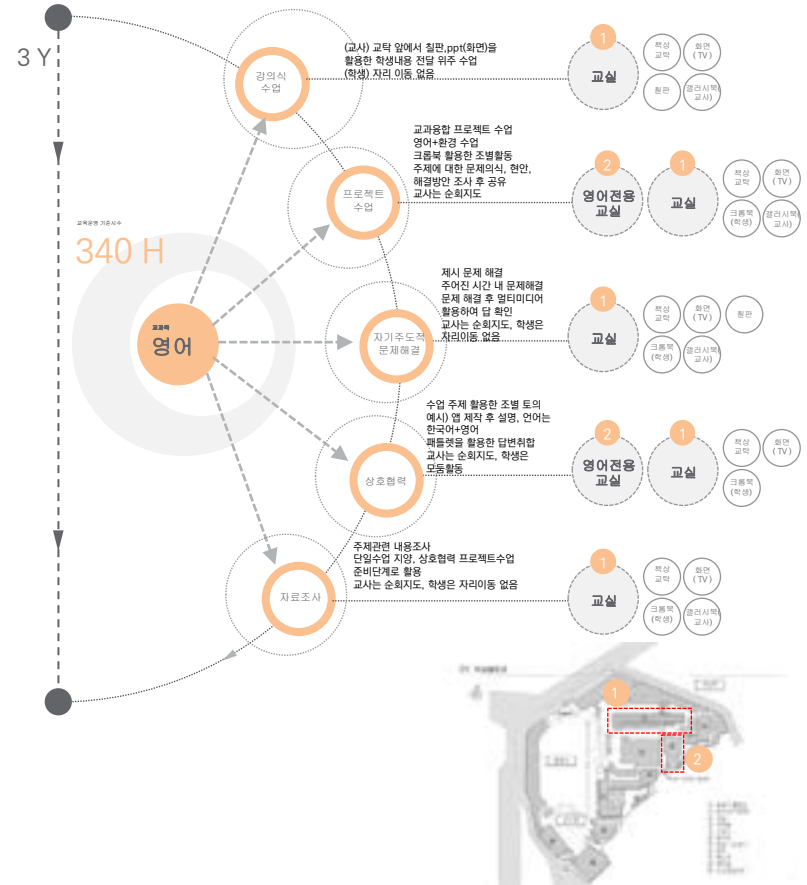 3 Y
교육운영 기준시수
340 H
교과목
영어
강의식
수업
(교사) 교탁 앞에서 칠판,ppt(화면)을
활용한 학생내용 전달 위주 수업
(학생) 자리 이동 없음
1
교실
책상
교탁
화면
(TV)
칠판
갤러시북(
교사)
프로젝트
수업
교과융합 프로젝트 수업
영어+환경 수업
크롬북 활용한 조별활동
주제에 대한 문제의식, 현안,
해결방안 조사 후 공유
교사는 순회지도
2
영어전용
교실
1
교실
책상
교탁
화면
(TV)
크롬북
(학생)
갤러시북(
교사)
자기주도적
문제해결
제시 문제 해결
주어진 시간 내 문제해결
문제 해결 후 멀티미디어
활용하여 답 확인
교사는 순회지도, 학생은
자리이동 없음
1
교실
책상
교탁
화면
(TV)
칠판
크롬북
(학생)
갤러시북(
교사)
상호협력
수업 주제 활용한 조별 토의
예시) 앱 제작 후 설명, 언어는
한국어+영어
패들렛을 활용한 답변취합
교사는 순회지도, 학생은
모둠활동
2
영어전용
교실
1
교실
책상
교탁
화면
(TV)
크롬북
(학생)
자료조사
주제관련 내용조사
단일수업 지양, 상호협력 프로젝트수업
준비단계로 활용
교사는 순회지도, 학생은 자리이동 없음
1
교실
책상
교탁
화면
(TV)
크롬북
(학생)
갤러시북(
교사)
1
2